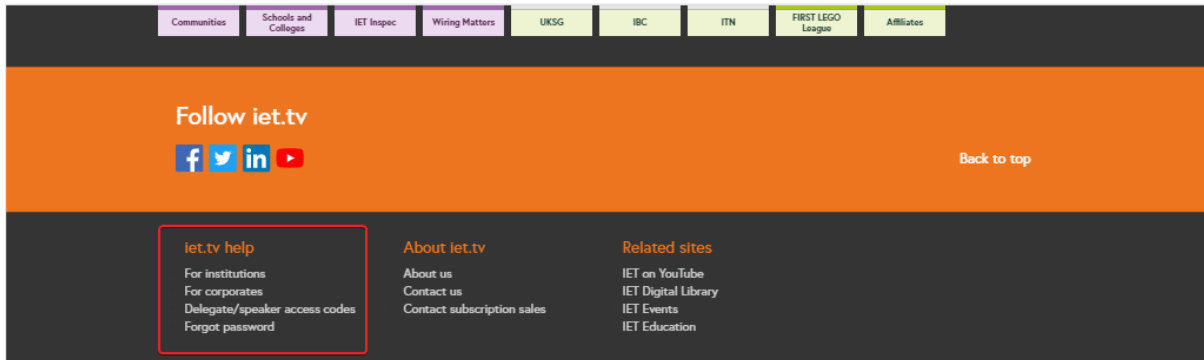 Communities
Schools and
Colleges
IET Inspec
Wiring Matters
UKSG
IBC
ITN
FIRST LEGO
League
Affiliates
Follow iet.tv
Back to top
iet.tv help
For institutions
For corporates
Delegate/speaker access codes
Forgot password
About iet.tv
About us
Contact us
Contact subscription sales
Related sites
IET on YouTube
IET Digital Library
IET Events
IET Education